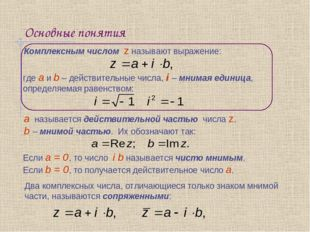 Основные понятия
Комплексным числом z называют выражение:
z = a + i · b,
где a и b – действительные числа, i – мнимая единица,
определяемая равенством:
i = √−1   i² = −1
a называется действительной частью числа z.
b – мнимой частью. Их обозначают так:
a = Re z; b = Im z.
Если a = 0, то число i b называется чисто мнимым.
Если b = 0, то получается действительное число a.
Два комплексных числа, отличающиеся только знаком мнимой
части, называются сопряженными:
z = a + i · b,   z̅ = a − i · b,